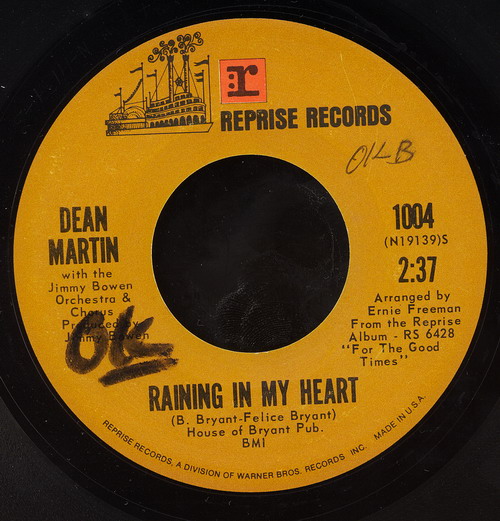 r
REPRISE RECORDS
OK B
DEAN
MARTIN
with the
Jimmy Bowen
Orchestra &
Chorus
Produced by
Jimmy Bowen
OK
1004
(N19139)S
2:37
Arranged by
Ernie Freeman
From the Reprise
Album - RS 6428
"For The Good
Times"
RAINING IN MY HEART
(B. Bryant-Felice Bryant)
House of Bryant Pub.
BMI
REPRISE RECORDS, A DIVISION OF WARNER BROS. RECORDS INC. MADE IN U.S.A.